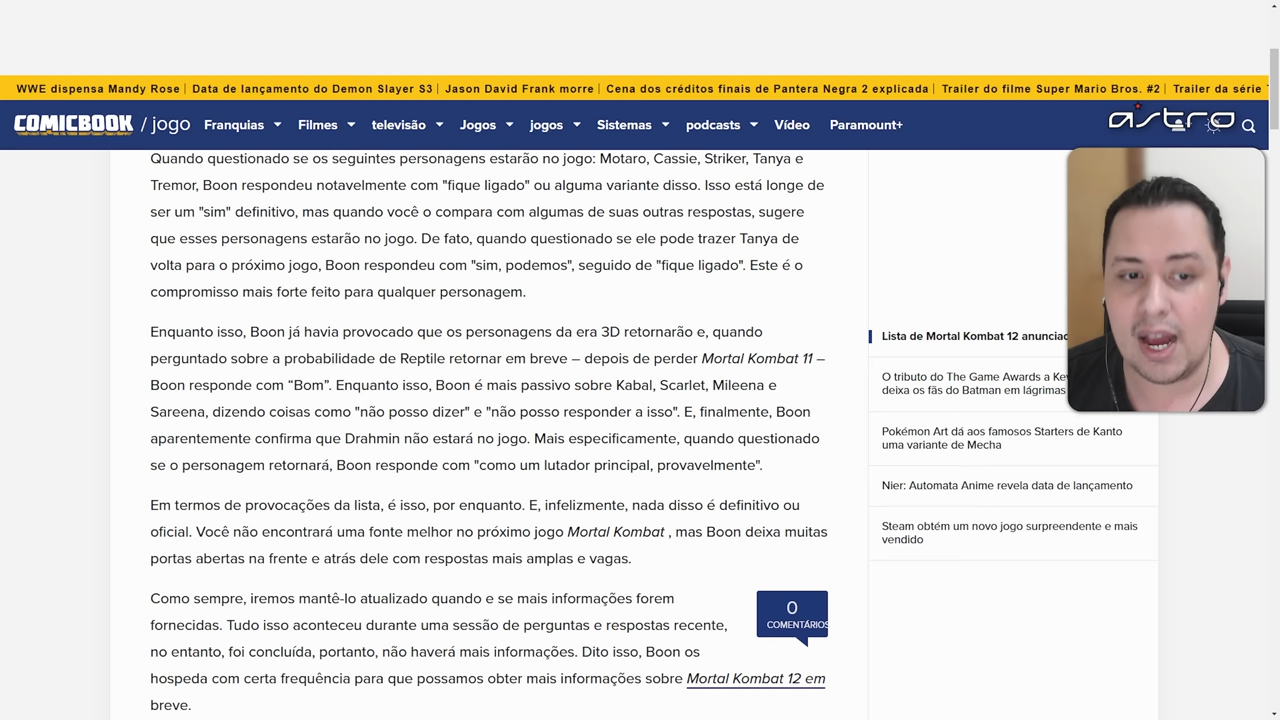 WWE dispensa Mandy Rose | Data de lançamento do Demon Slayer S3 | Jason David Frank morre | Cena dos créditos finais de Pantera Negra 2 explicada | Trailer do filme Super Mario Bros. #2 | Trailer da série
COMICBOOK / jogo Franquias Filmes televisão Jogos jogos Sistemas podcasts Vídeo Paramount+ astro
Quando questionado se os seguintes personagens estarão no jogo: Motaro, Cassie, Striker, Tanya e
Tremor, Boon respondeu notavelmente com "fique ligado" ou alguma variante disso. Isso está longe de
ser um "sim" definitivo, mas quando você o compara com algumas de suas outras respostas, sugere
que esses personagens estarão no jogo. De fato, quando questionado se ele pode trazer Tanya de
volta para o próximo jogo, Boon respondeu com "sim, podemos", seguido de "fique ligado". Este é o
compromisso mais forte feito para qualquer personagem.
Enquanto isso, Boon já havia provocado que os personagens da era 3D retornarão e, quando
perguntado sobre a probabilidade de Reptile retornar em breve – depois de perder Mortal Kombat 11 –
Boon responde com “Bom”. Enquanto isso, Boon é mais passivo sobre Kabal, Scarlet, Mileena e
Sareena, dizendo coisas como "não posso dizer" e "não posso responder a isso". E, finalmente, Boon
aparentemente confirma que Drahmin não estará no jogo. Mais especificamente, quando questionado
se o personagem retornará, Boon responde com "como um lutador principal, provavelmente".
Em termos de provocações da lista, é isso, por enquanto. E, infelizmente, nada disso é definitivo ou
oficial. Você não encontrará uma fonte melhor no próximo jogo Mortal Kombat , mas Boon deixa muitas
portas abertas na frente e atrás dele com respostas mais amplas e vagas.
Como sempre, iremos mantê-lo atualizado quando e se mais informações forem
fornecidas. Tudo isso aconteceu durante uma sessão de perguntas e respostas recente,
no entanto, foi concluída, portanto, não haverá mais informações. Dito isso, Boon os
hospeda com certa frequência para que possamos obter mais informações sobre Mortal Kombat 12 em
breve.
0
COMENTÁRIOS
Lista de Mortal Kombat 12
O tributo do The Game Awards a
deixa os fãs do Batman em lágrimas
Pokémon Art dá aos famosos Starters de Kanto
uma variante de Mecha
Nier: Automata Anime revela data de lançamento
Steam obtém um novo jogo surpreendente e mais
vendido